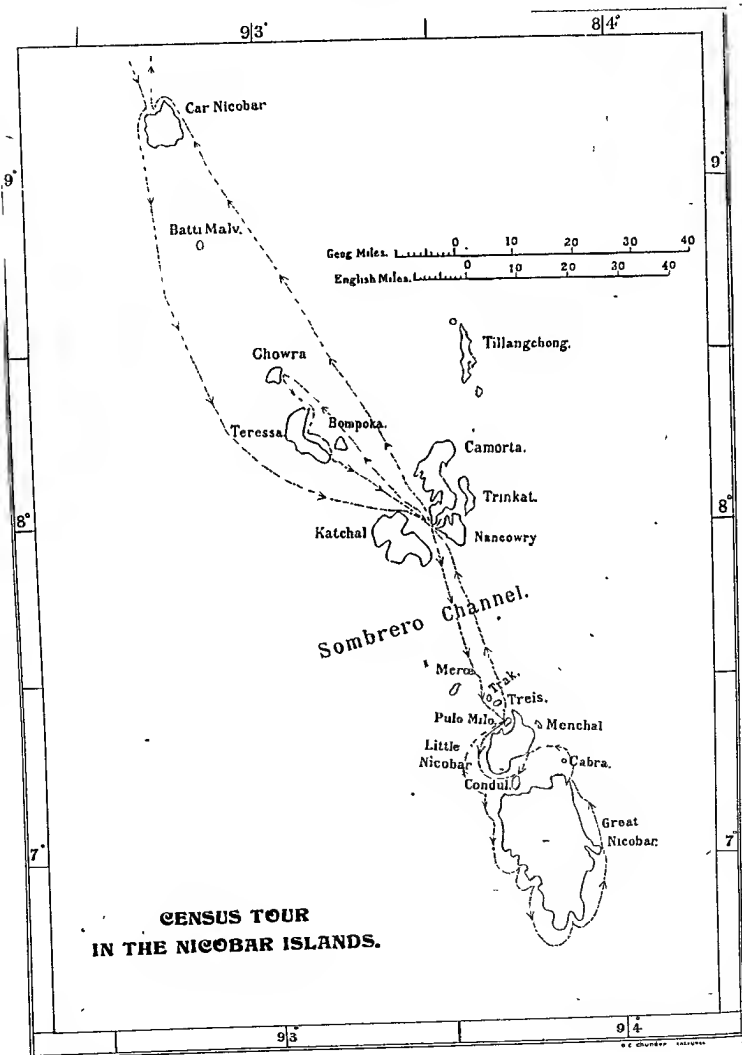 93° 84°
Car Nicobar
9° 9°
Batti Malv.
0 10 20 30 40
Geog Miles.
English Miles. 0 10 20 30 40
Tillangchong.
Chowra
Teressa
Bompoka.
Camorta.
Trinkat.
8° 8°
Katchal
Nancowry
Sombrero Channel.
Meroe
Trak.
Treis.
Pulo Milo.
Menchal
Little
Nicobar
Cabra.
Condul.
Great
Nicobar.
7° 7°
CENSUS TOUR
IN THE NICOBAR ISLANDS.
93° 94°